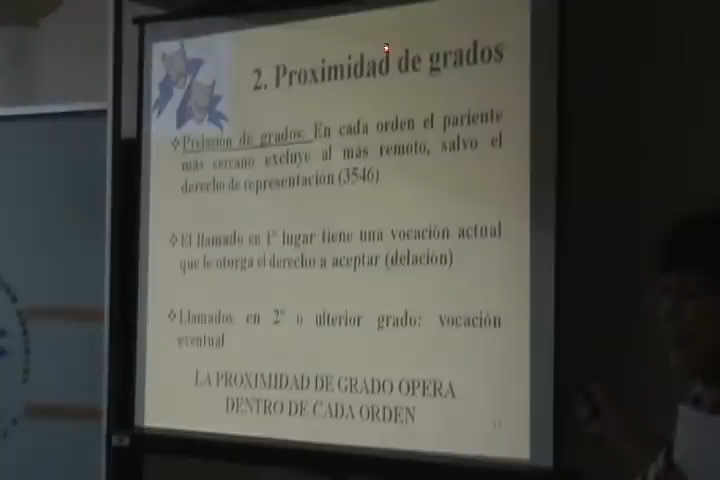 2. Proximidad de grados
❖Prelación de grados: En cada orden el pariente
más cercano excluye al más remoto, salvo el
derecho de representación (3546)
❖El llamado en 1° lugar tiene una vocación actual
que le otorga el derecho a aceptar (delación)
❖Llamados en 2° o ulterior grado: vocación
eventual
LA PROXIMIDAD DE GRADO OPERA
DENTRO DE CADA ORDEN